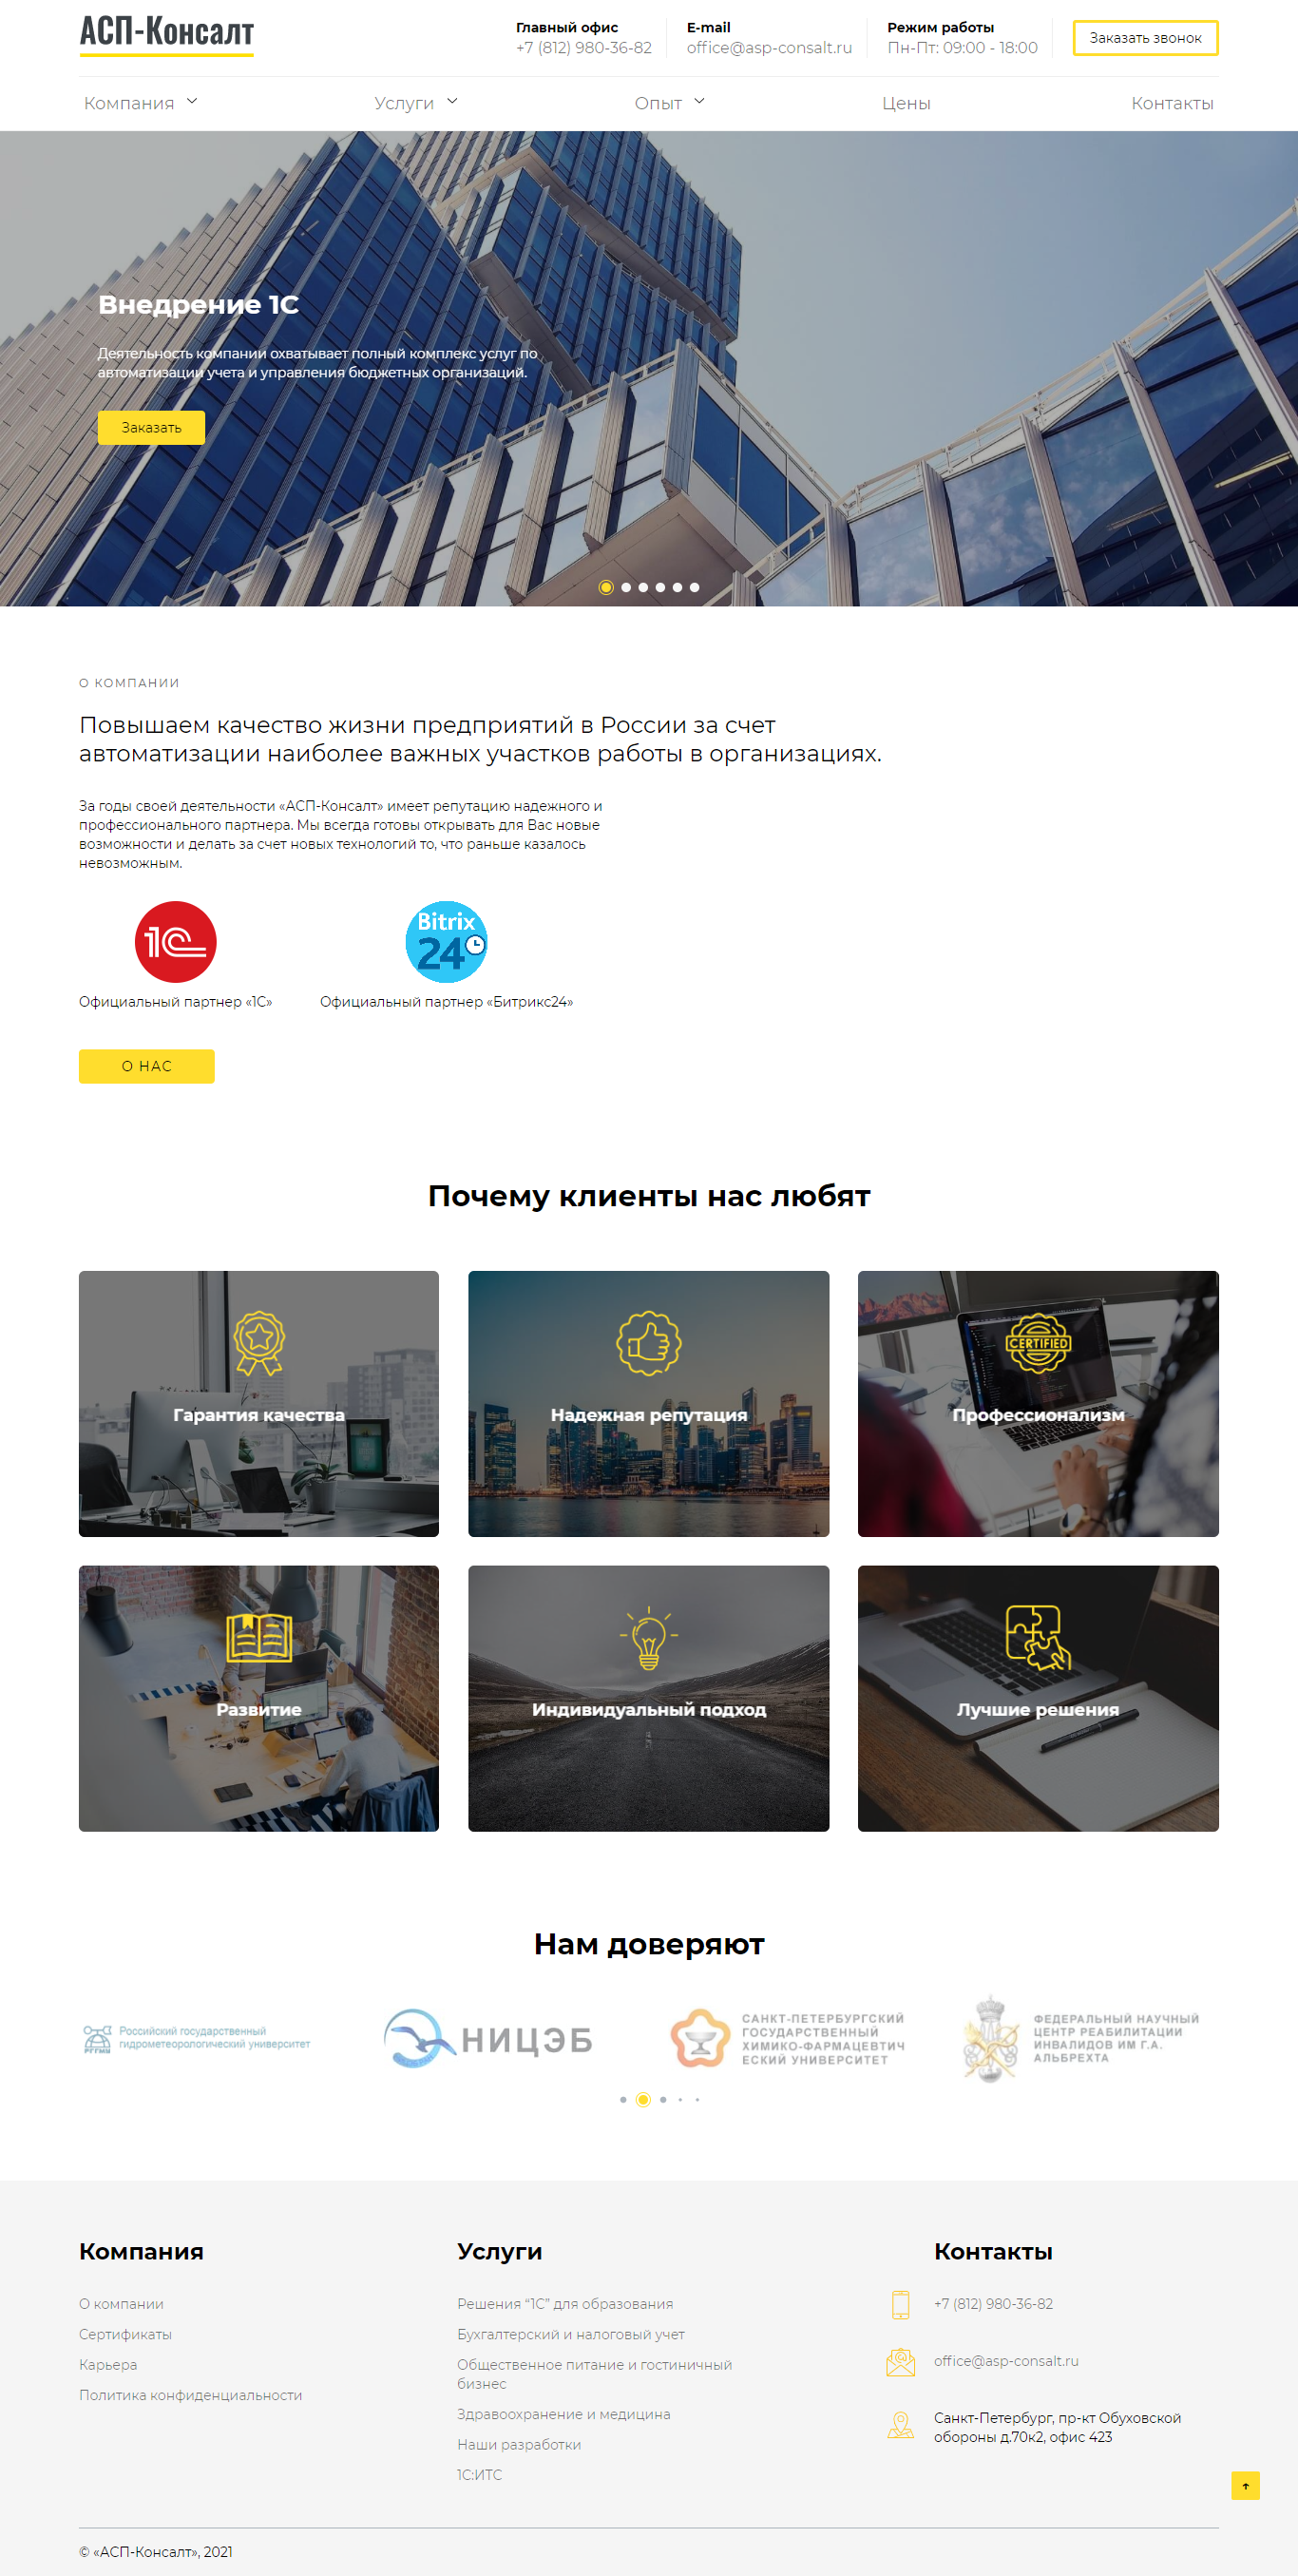 АСП-Консалт
Главный офис
+7 (812) 980-36-82
E-mail
office@asp-consalt.ru
Режим работы
Пн-Пт: 09:00 - 18:00
Заказать звонок
Компания
Услуги
Опыт
Цены
Контакты
Внедрение 1С
Деятельность компании охватывает полный комплекс услуг по
автоматизации учета и управления бюджетных организаций.
Заказать
О КОМПАНИИ
Повышаем качество жизни предприятий в России за счет
автоматизации наиболее важных участков работы в организациях.
За годы своей деятельности «АСП-Консалт» имеет репутацию надежного и
профессионального партнера. Мы всегда готовы открывать для Вас новые
возможности и делать за счет новых технологий то, что раньше казалось
невозможным.
1С
Bitrix
24
Официальный партнер «1С»
Официальный партнер «Битрикс24»
О НАС
Почему клиенты нас любят
Гарантия качества
Надежная репутация
CERTIFIED
Профессионализм
Развитие
Индивидуальный подход
Лучшие решения
Нам доверяют
РГГМУ
Российский государственный
гидрометеорологический университет
НИЦЭБ
САНКТ-ПЕТЕРБУРГСКИЙ
ГОСУДАРСТВЕННЫЙ
ХИМИКО-ФАРМАЦЕВТИЧ
ЕСКИЙ УНИВЕРСИТЕТ
ФЕДЕРАЛЬНЫЙ НАУЧНЫЙ
ЦЕНТР РЕАБИЛИТАЦИИ
ИНВАЛИДОВ ИМ Г.А.
АЛЬБРЕХТА
Компания
О компании
Сертификаты
Карьера
Политика конфиденциальности
Услуги
Решения “1С” для образования
Бухгалтерский и налоговый учет
Общественное питание и гостиничный
бизнес
Здравоохранение и медицина
Наши разработки
1С:ИТС
Контакты
+7 (812) 980-36-82
office@asp-consalt.ru
Санкт-Петербург, пр-кт Обуховской
обороны д.70к2, офис 423
© «АСП-Консалт», 2021